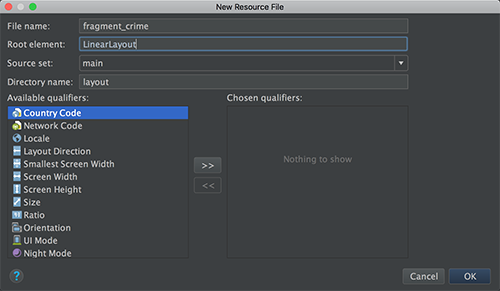 New Resource File
File name: fragment_crime
Root element: LinearLayout
Source set: main
Directory name: layout
Available qualifiers: Chosen qualifiers:
Country Code
Network Code
Locale
Layout Direction
Smallest Screen Width
Screen Width
Screen Height
Size
Ratio
Orientation
UI Mode
Night Mode
>>
<<
Nothing to show
? Cancel OK